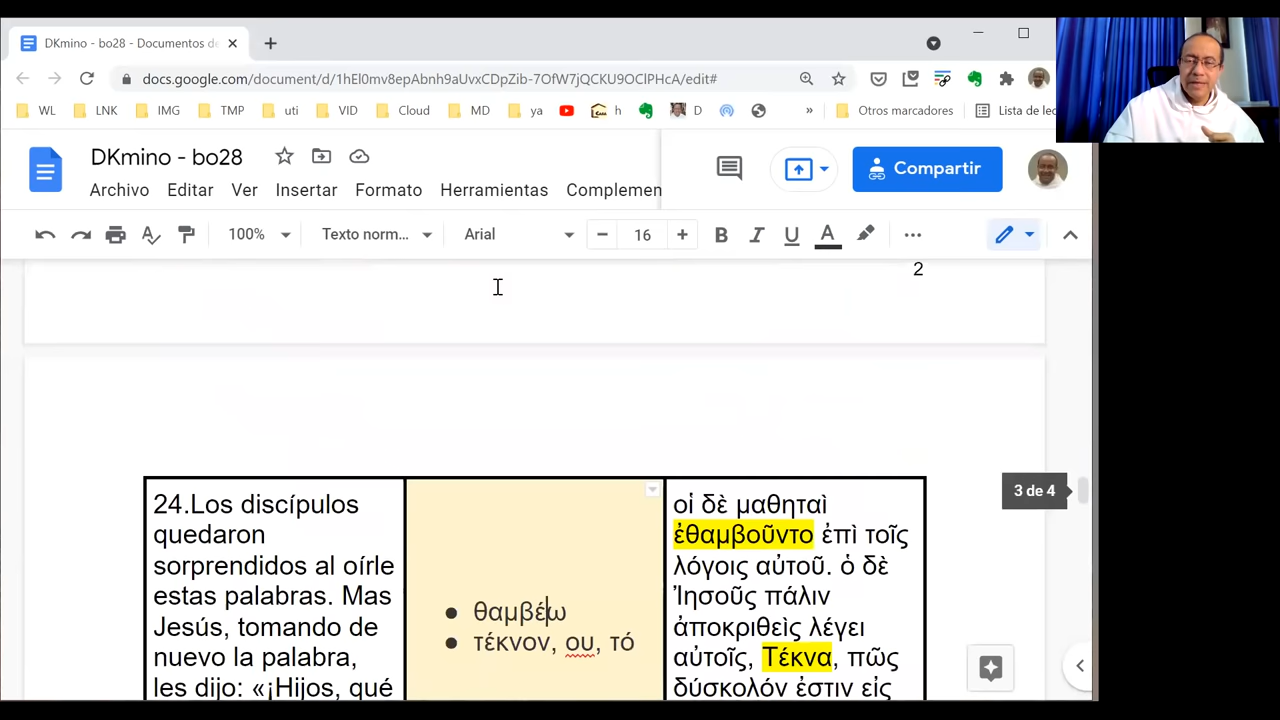 DKmino - bo28 - Documentos de
docs.google.com/document/d/1hEl0mv8epAbnh9aUvxCDpZib-7OfW7jQCKU9OClPHcA/edit#
WL LNK IMG TMP uti VID Cloud MD ya h D » Otros marcadores Lista de lec
DKmino - bo28
Archivo Editar Ver Insertar Formato Herramientas Complemen
Compartir
100% Texto norm... Arial 16 B I U A
2
3 de 4
24.Los discípulos
quedaron
sorprendidos al oírle
estas palabras. Mas
Jesús, tomando de
nuevo la palabra,
les dijo: «¡Hijos, qué
● θαμβέω
● τέκνον, ου, τό
οἱ δὲ μαθηταὶ
ἐθαμβοῦντο ἐπὶ τοῖς
λόγοις αὐτοῦ. ὁ δὲ
Ἰησοῦς πάλιν
ἀποκριθεὶς λέγει
αὐτοῖς, Τέκνα, πῶς
δύσκολόν ἐστιν εἰς